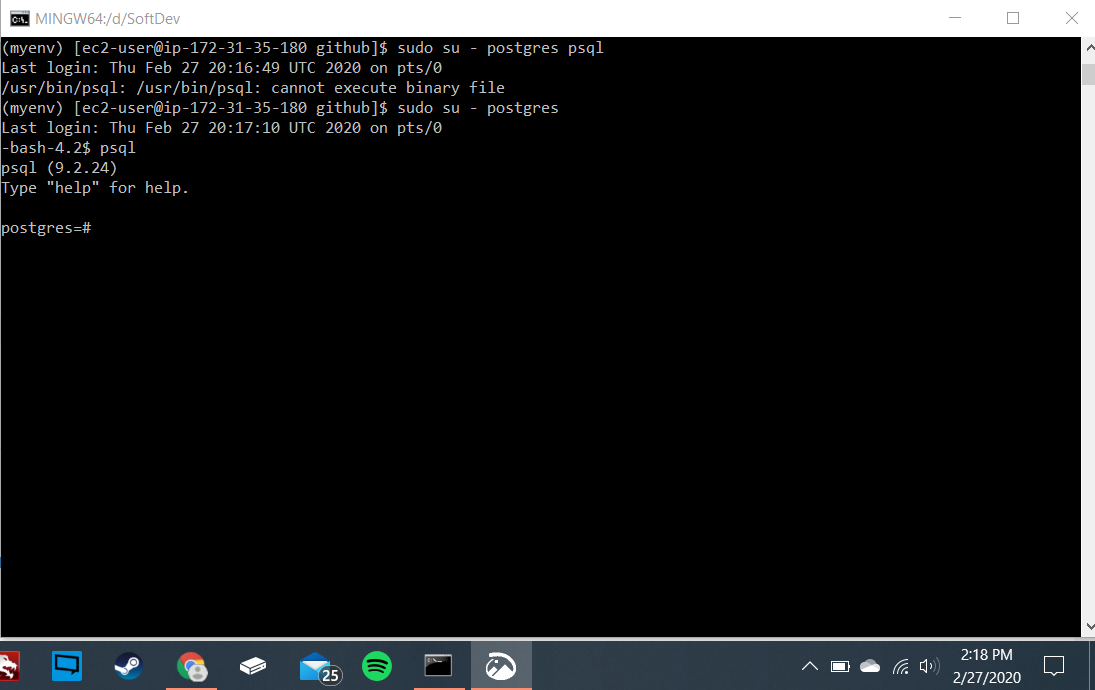 MINGW64:/d/SoftDev
(myenv) [ec2-user@ip-172-31-35-180 github]$ sudo su - postgres psql
Last login: Thu Feb 27 20:16:49 UTC 2020 on pts/0
/usr/bin/psql: /usr/bin/psql: cannot execute binary file
(myenv) [ec2-user@ip-172-31-35-180 github]$ sudo su - postgres
Last login: Thu Feb 27 20:17:10 UTC 2020 on pts/0
-bash-4.2$ psql
psql (9.2.24)
Type "help" for help.
postgres=#
25
2:18 PM
2/27/2020